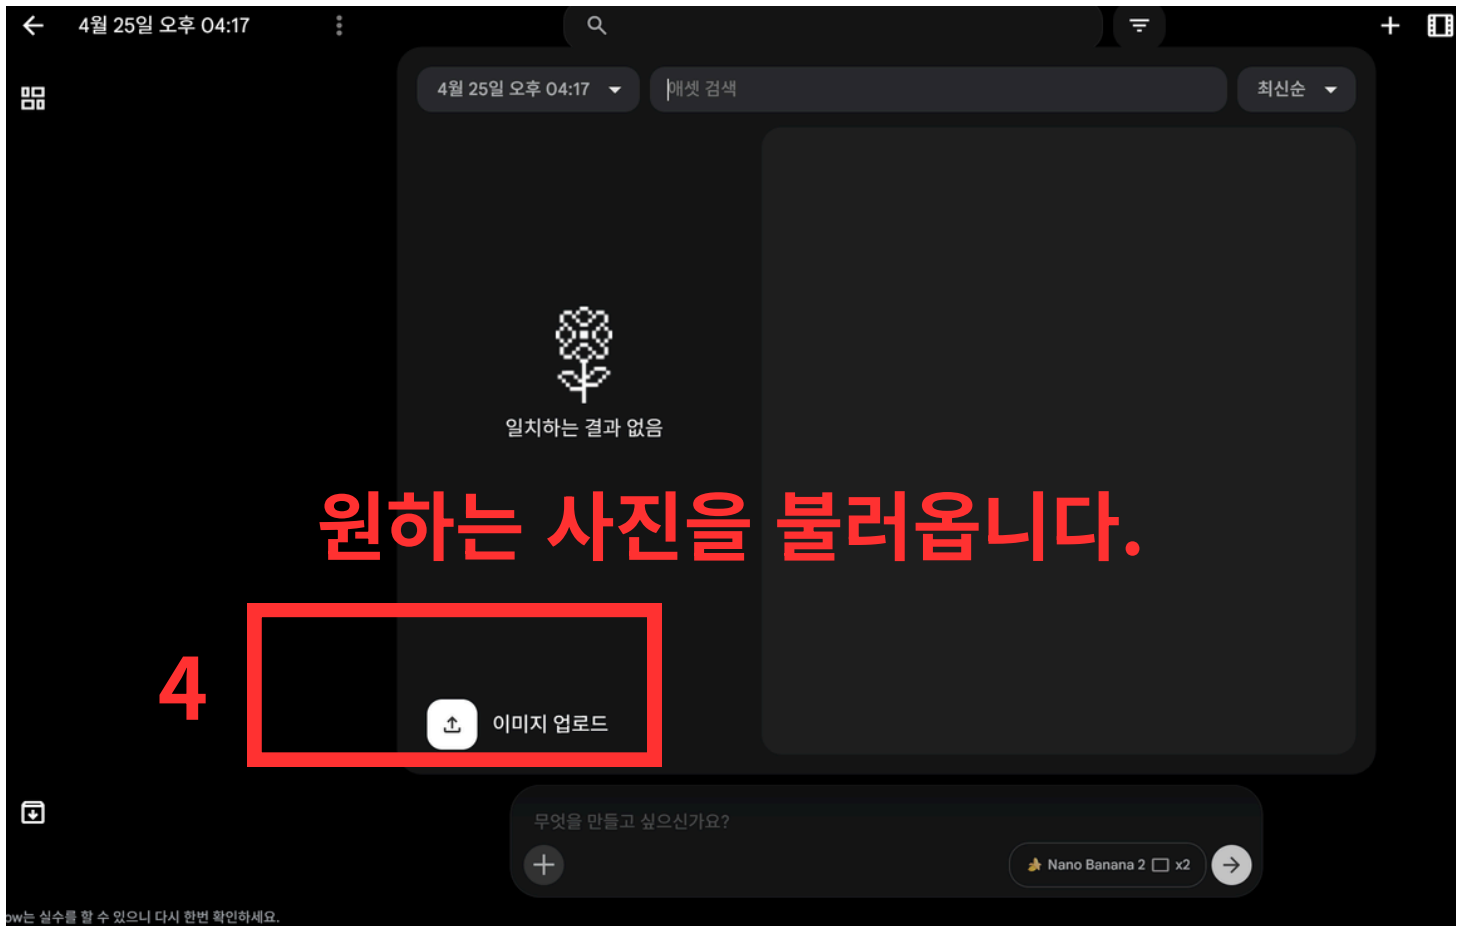 4월 25일 오후 04:17
4월 25일 오후 04:17
애셋 검색
최신순
일치하는 결과 없음
원하는 사진을 불러옵니다.
4
이미지 업로드
무엇을 만들고 싶으신가요?
Nano Banana 2 x2
ow는 실수를 할 수 있으니 다시 한번 확인하세요.